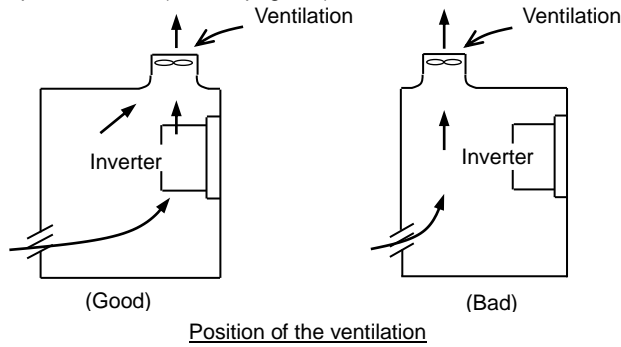 Ventilation
Ventilation
Inverter
Inverter
(Good)
(Bad)
Position of the ventilation